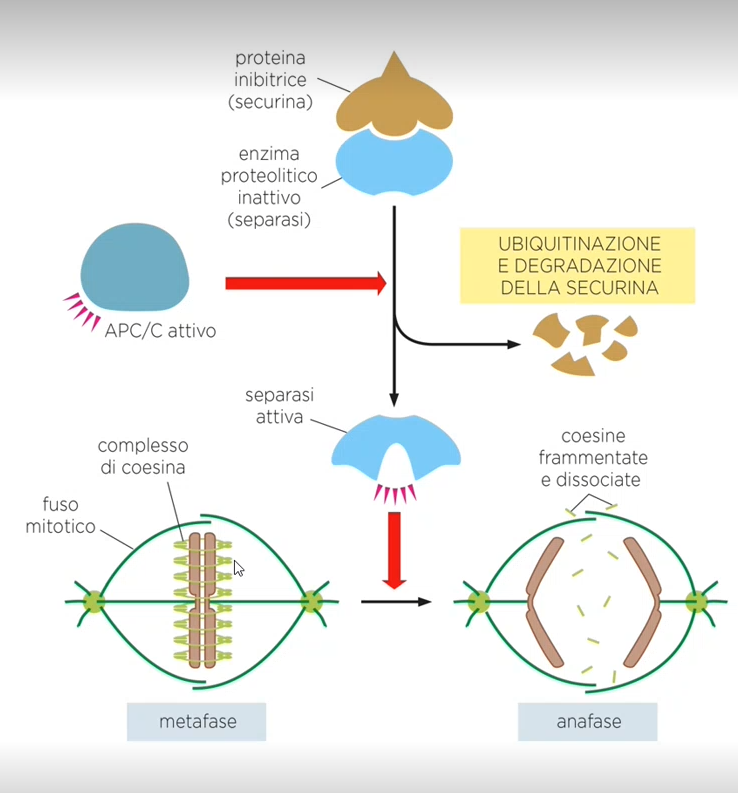 proteina
inibitrice
(securina)
enzima
proteolitico
inattivo
(separasi)
UBIQUITINAZIONE
E DEGRADAZIONE
DELLA SECURINA
APC/C attivo
separasi
attiva
complesso
di coesina
fuso
mitotico
coesine
frammentate
e dissociate
metafase
anafase